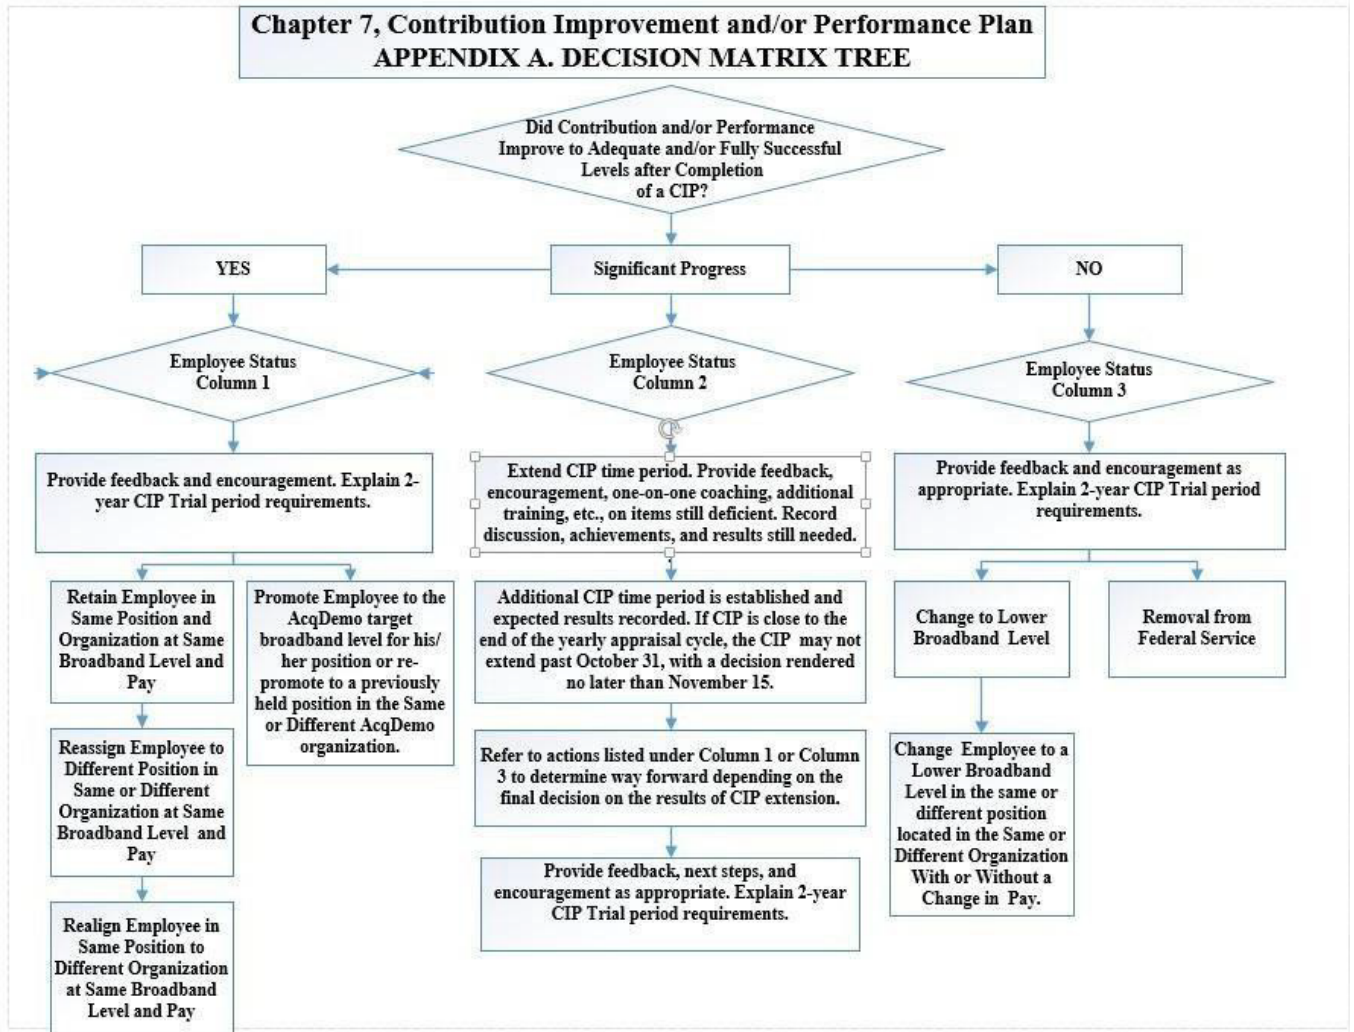 Chapter 7, Contribution Improvement and/or Performance Plan
APPENDIX A. DECISION MATRIX TREE
Did Contribution and/or Performance
Improve to Adequate and/or Fully Successful
Levels after Completion
of a CIP?
YES
Significant Progress
NO
Employee Status
Column 1
Employee Status
Column 2
Employee Status
Column 3
Provide feedback and encouragement. Explain 2-
year CIP Trial period requirements.
Extend CIP time period. Provide feedback,
encouragement, one-on-one coaching, additional
training, etc., on items still deficient. Record
discussion, achievements, and results still needed.
Provide feedback and encouragement as
appropriate. Explain 2-year CIP Trial period
requirements.
Retain Employee in
Same Position and
Organization at Same
Broadband Level and
Pay
Promote Employee to the
AcqDemo target
broadband level for his/
her position or re-
promote to a previously
held position in the Same
or Different AcqDemo
organization.
Additional CIP time period is established and
expected results recorded. If CIP is close to the
end of the yearly appraisal cycle, the CIP may not
extend past October 31, with a decision rendered
no later than November 15.
Change to Lower
Broadband Level
Removal from
Federal Service
Reassign Employee to
Different Position in
Same or Different
Organization at Same
Broadband Level and
Pay
Refer to actions listed under Column 1 or Column
3 to determine way forward depending on the
final decision on the results of CIP extension.
Change Employee to a
Lower Broadband
Level in the same or
different position
located in the Same or
Different Organization
With or Without a
Change in Pay.
Provide feedback, next steps, and
encouragement as appropriate. Explain 2-year
CIP Trial period requirements.
Realign Employee in
Same Position to
Different Organization
at Same Broadband
Level and Pay